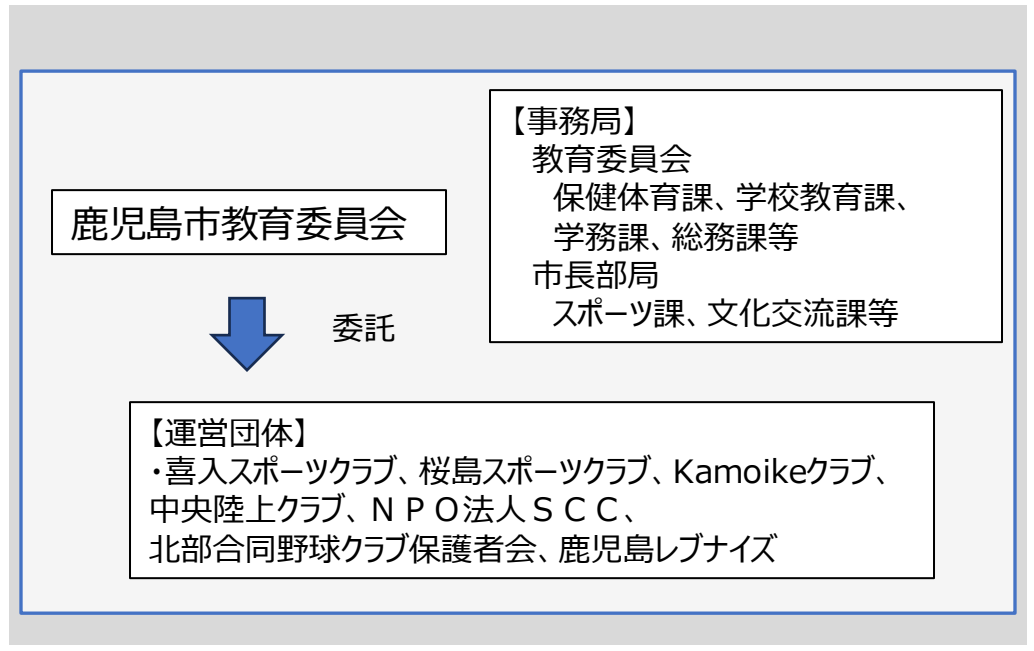 鹿児島市教育委員会
委託
【事務局】
教育委員会
保健体育課、学校教育課、
学務課、総務課等
市長部局
スポーツ課、文化交流課等
【運営団体】
・喜入スポーツクラブ、桜島スポーツクラブ、Kamoikeクラブ、
中央陸上クラブ、ＮＰＯ法人ＳＣＣ、
北部合同野球クラブ保護者会、鹿児島レブナイズ